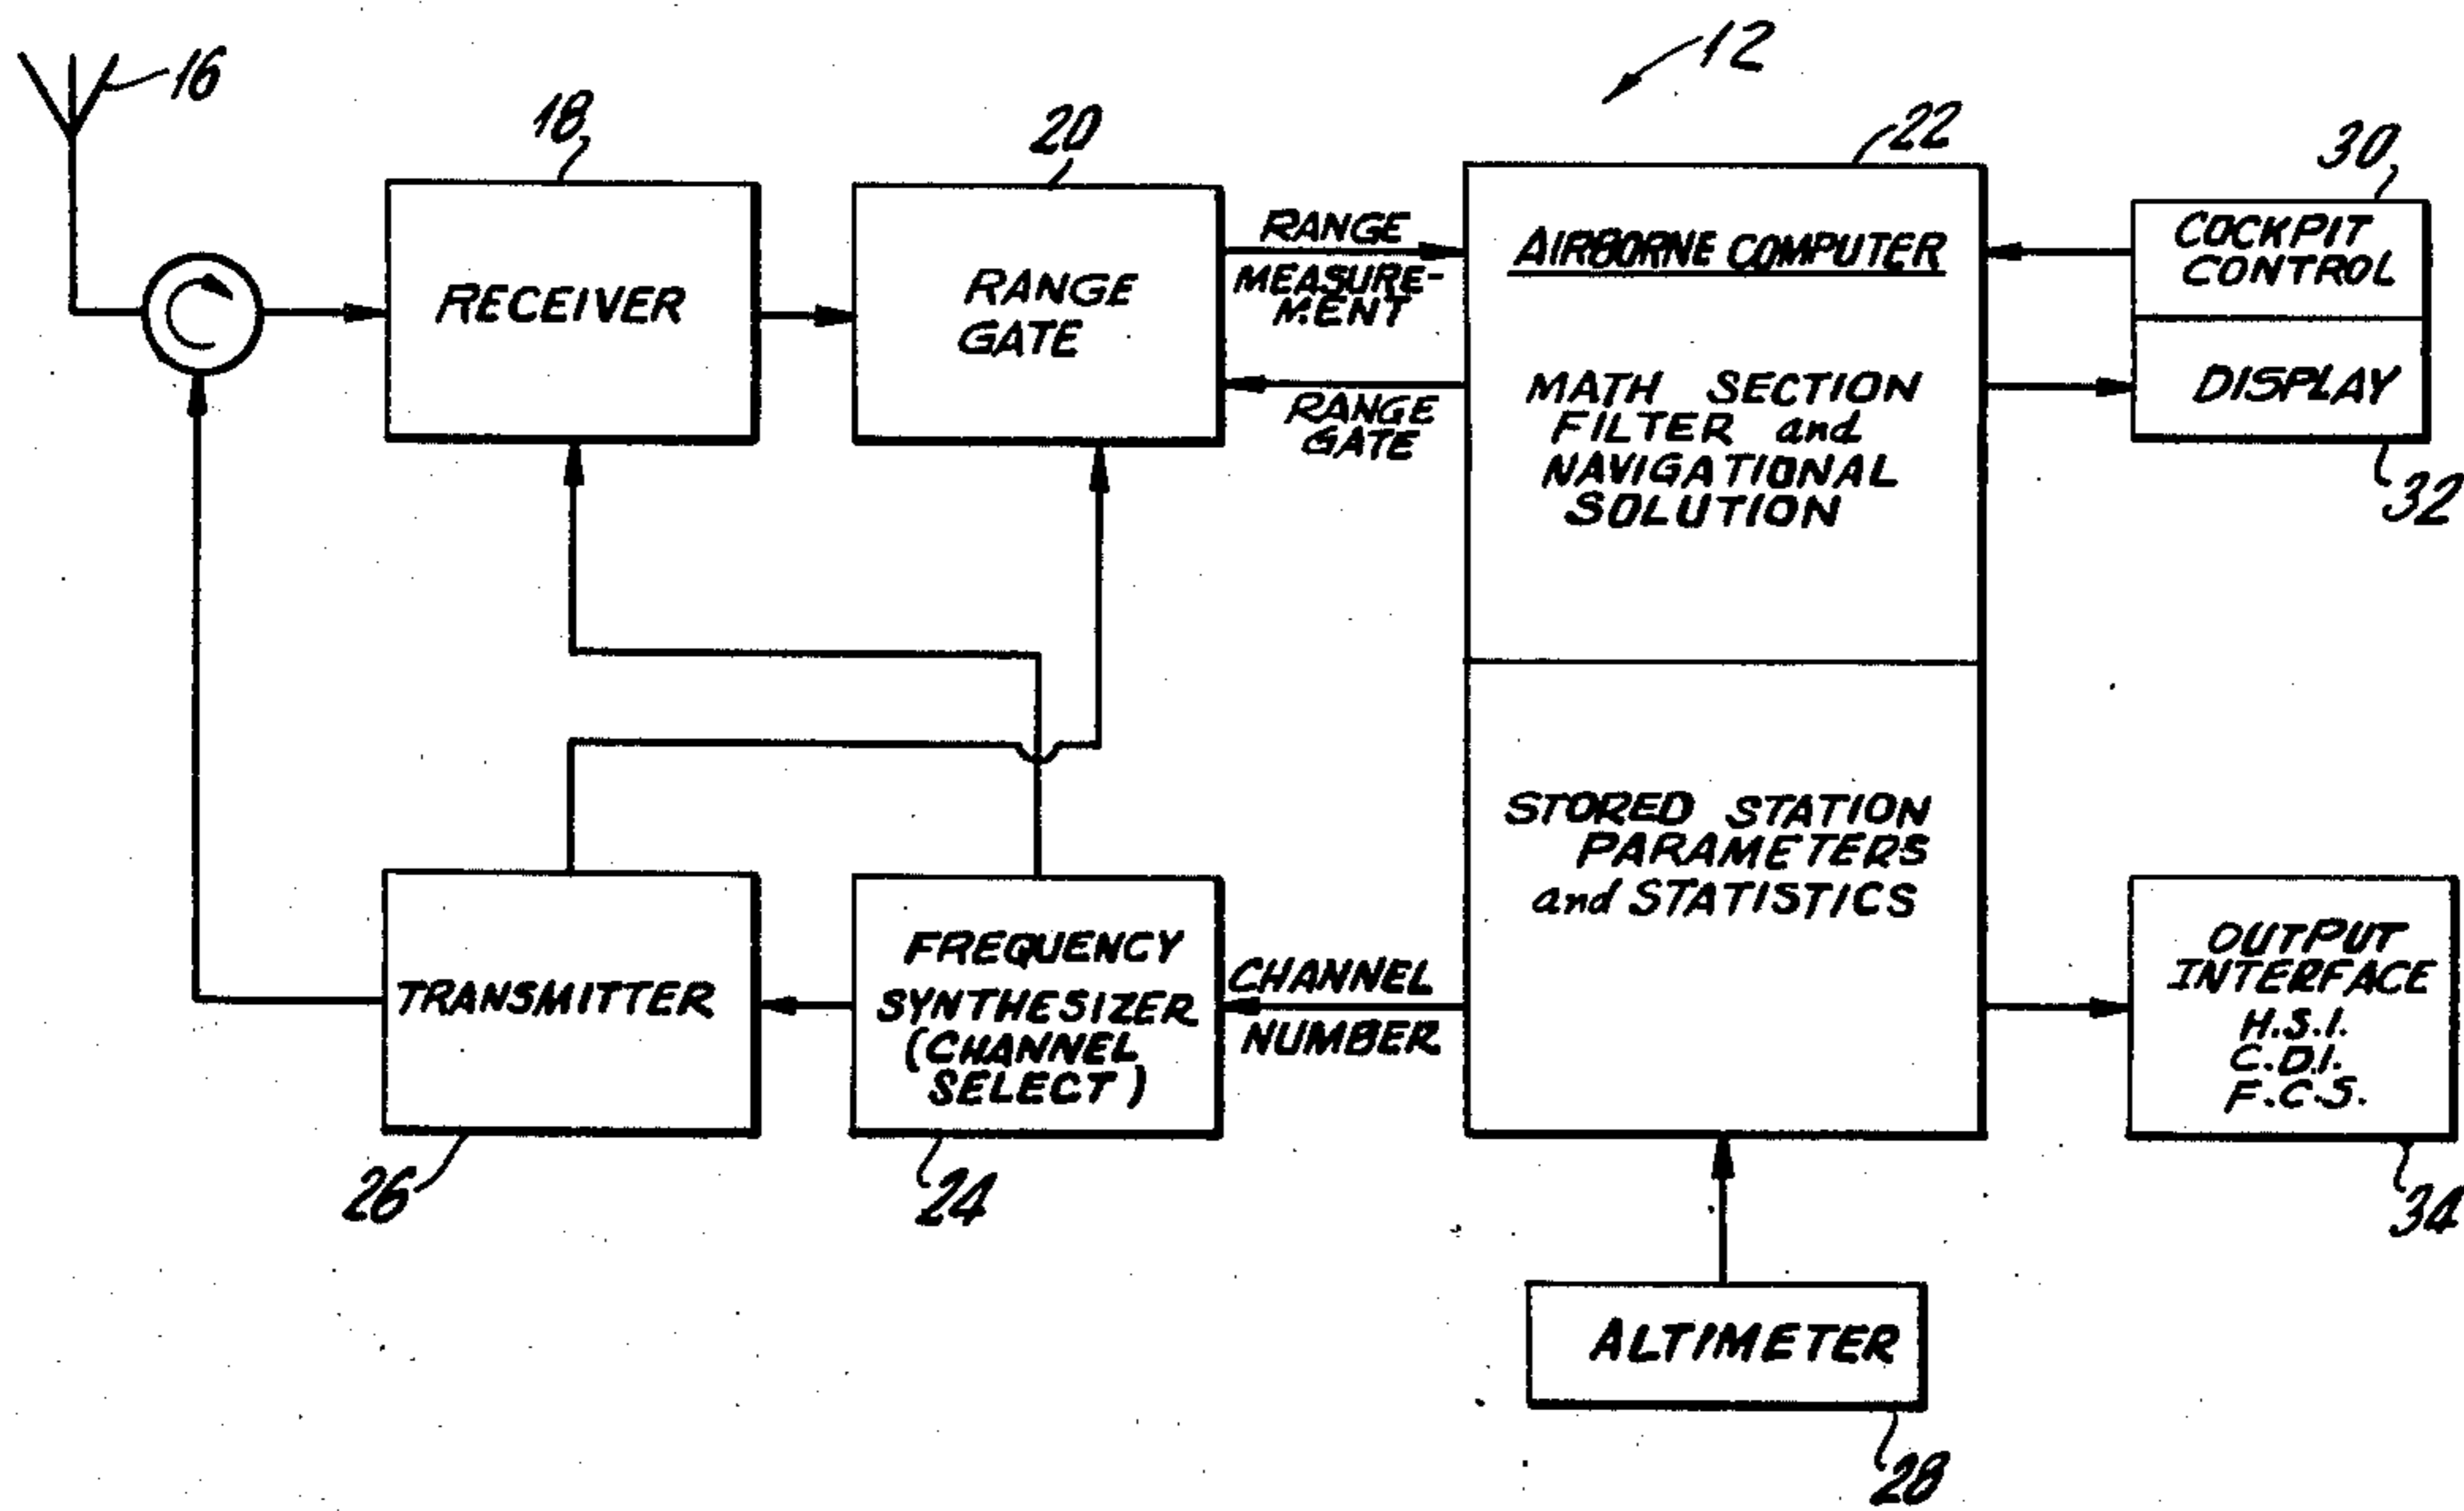 12
16
18
20
22
30
RECEIVER
RANGE
GATE
RANGE
MEASURE-
MENT
RANGE
GATE
AIRBORNE COMPUTER
MATH SECTION
FILTER and
NAVIGATIONAL
SOLUTION
COCKPIT
CONTROL
DISPLAY
32
STORED STATION
PARAMETERS
and STATISTICS
TRANSMITTER
26
FREQUENCY
SYNTHESIZER
(CHANNEL
SELECT)
24
CHANNEL
NUMBER
OUTPUT
INTERFACE
H.S.I.
C.D.I.
F.C.S.
34
ALTIMETER
28